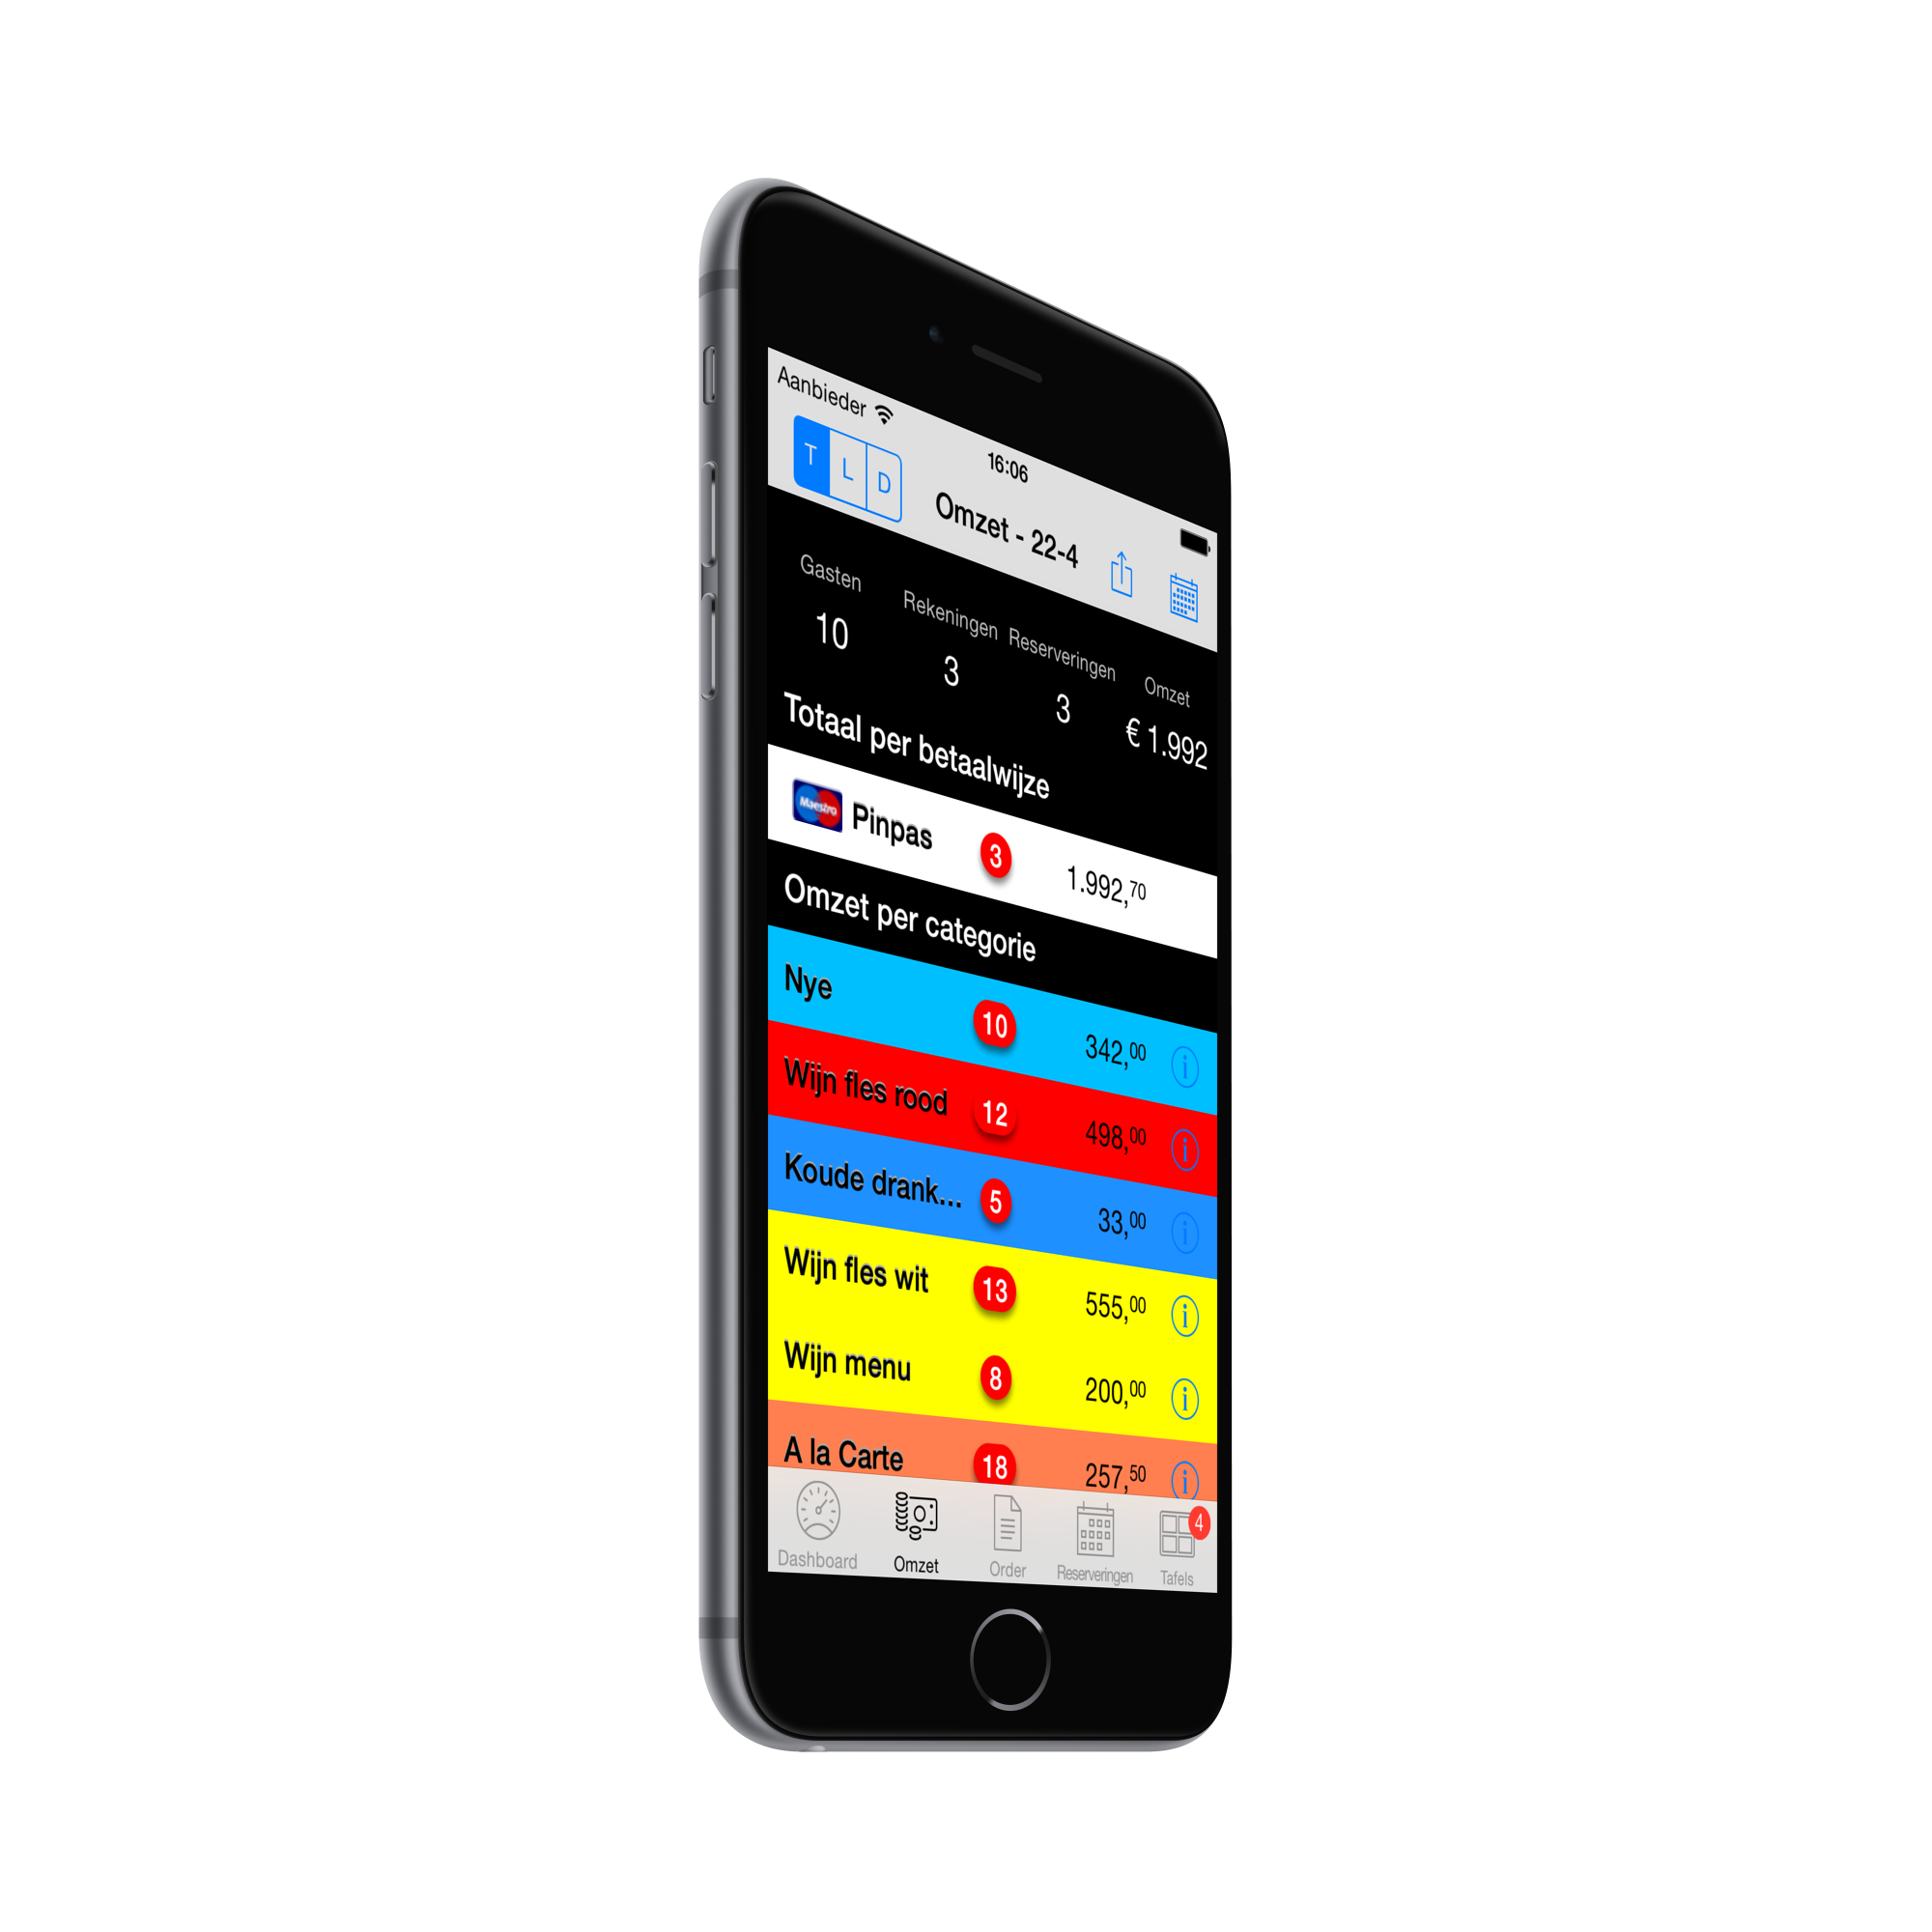 Aanbieder
16:06
T L D
Omzet - 22-4
Gasten Rekeningen Reserveringen Omzet
10 3 3 € 1.992
Totaal per betaalwijze
Maestro Pinpas 3 1.992,70
Omzet per categorie
Nye 10 342,00 i
Wijn fles rood 12 498,00 i
Koude drank... 5 33,00 i
Wijn fles wit 13 555,00 i
Wijn menu 8 200,00 i
A la Carte 18 257,50 i
4
Dashboard Omzet Order Reserveringen Tafels